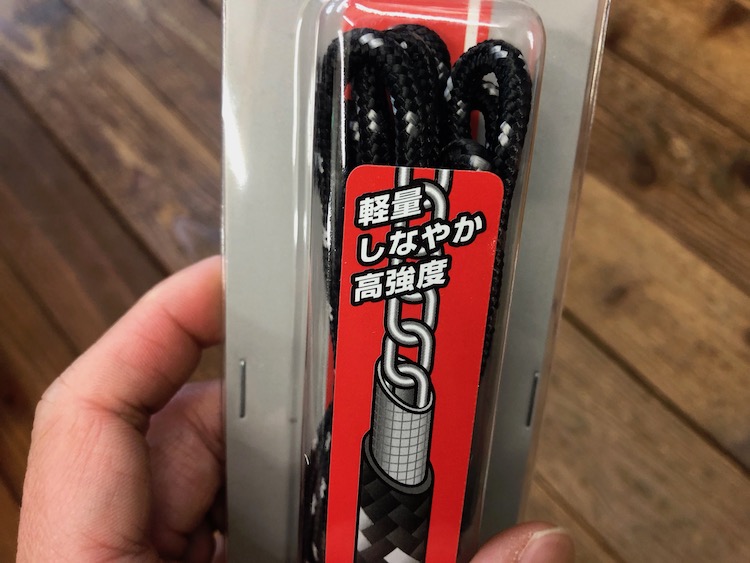 軽量・
しなやか
高強度